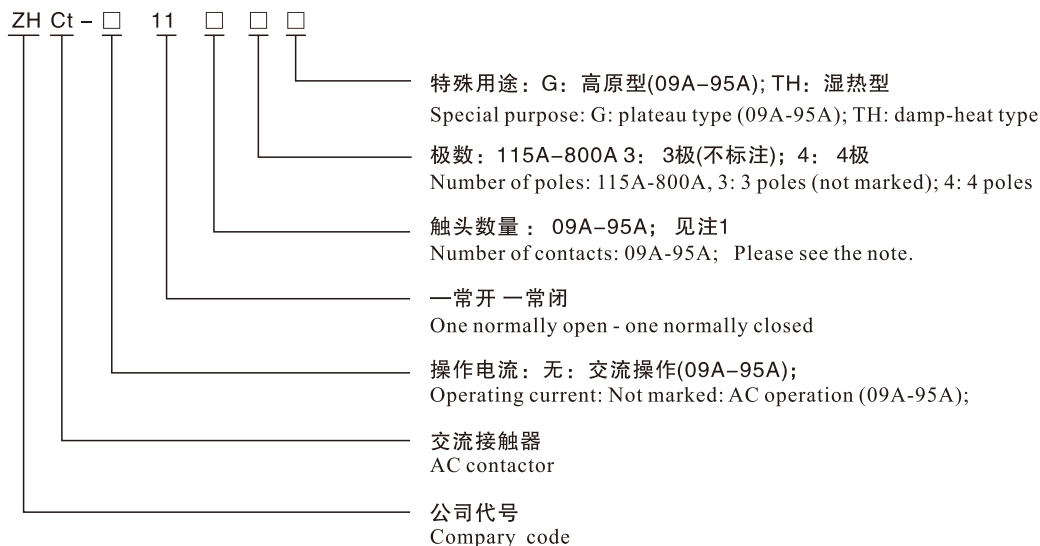 ZH Ct - □ 11 □ □ □
特殊用途：G：高原型(09A-95A); TH：湿热型
Special purpose: G: plateau type (09A-95A); TH: damp-heat type
极数：115A-800A 3： 3极(不标注)；4： 4极
Number of poles: 115A-800A, 3: 3 poles (not marked); 4: 4 poles
触头数量： 09A-95A； 见注1
Number of contacts: 09A-95A; Please see the note.
一常开 一常闭
One normally open - one normally closed
操作电流：无：交流操作(09A-95A)；
Operating current: Not marked: AC operation (09A-95A);
交流接触器
AC contactor
公司代号
Compary code